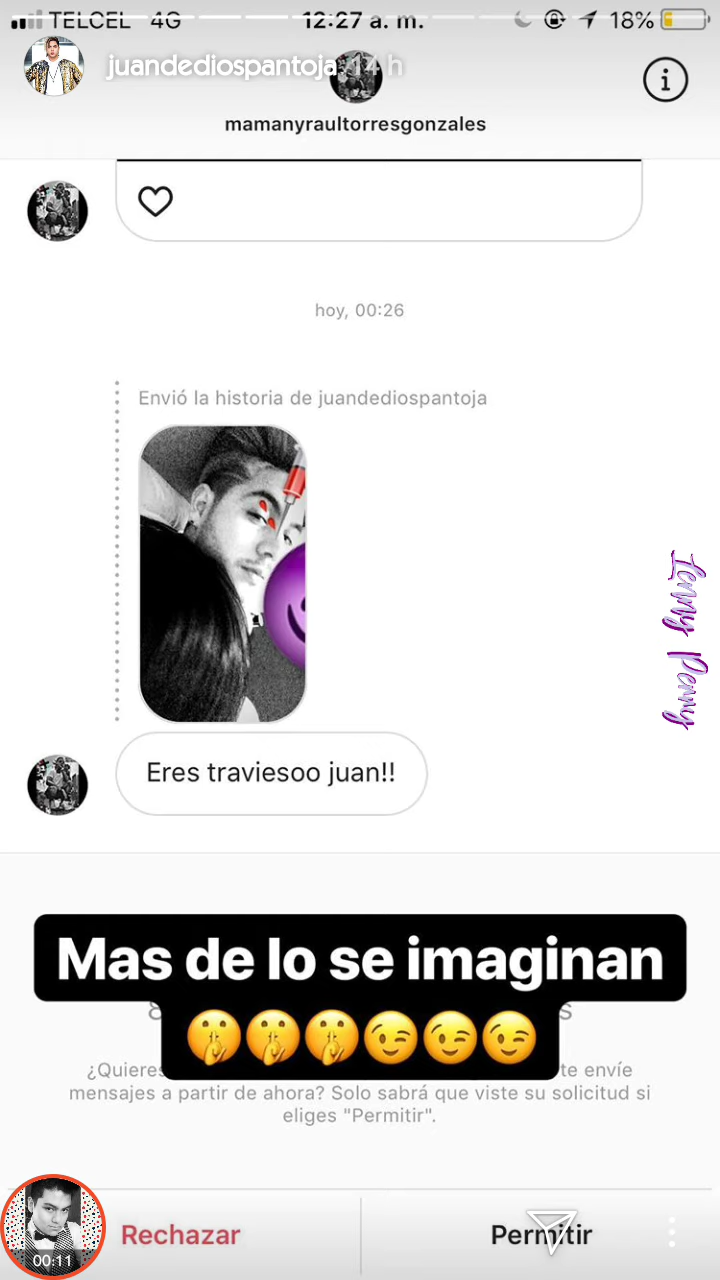 TELCEL 4G 12:27 a. m. 18%
juandediospantoja 14 h
mamanyraultorresgonzales
hoy, 00:26
Envió la historia de juandediospantoja
Eres traviesoo juan!!
Lenny Penny
Mas de lo se imaginan
¿Quieres te envíe
mensajes a partir de ahora? Solo sabrá que viste su solicitud si
eliges "Permitir".
00:11
Rechazar Permitir